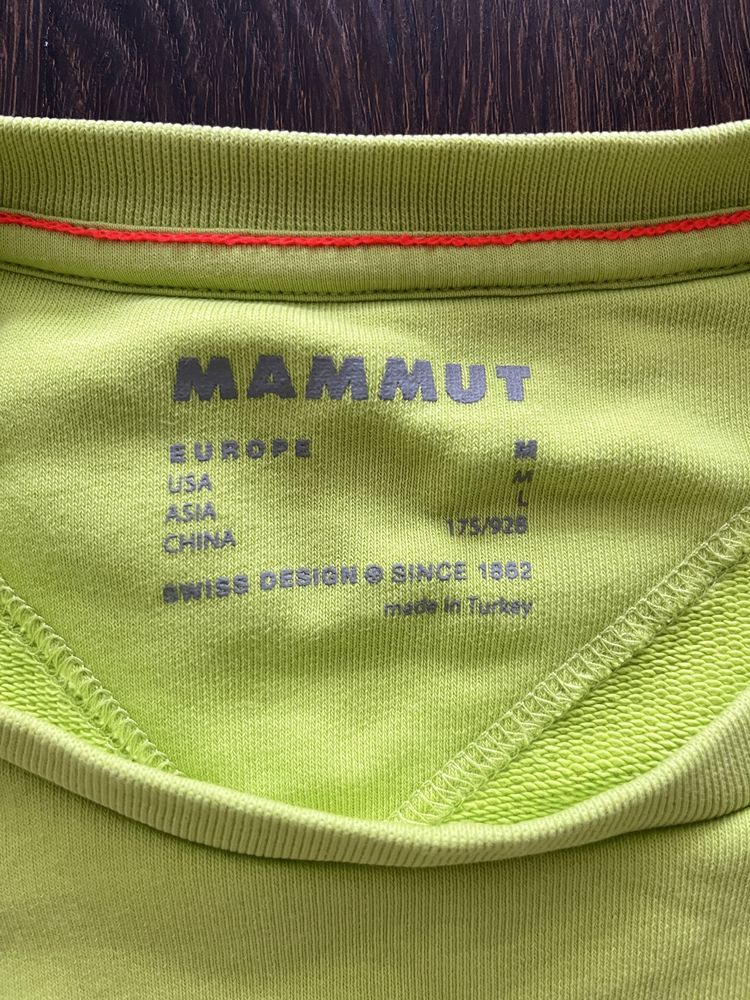 MAMMUT
EUROPE M
USA M
ASIA L
CHINA 175/92B
SWISS DESIGN SINCE 1862
made in Turkey